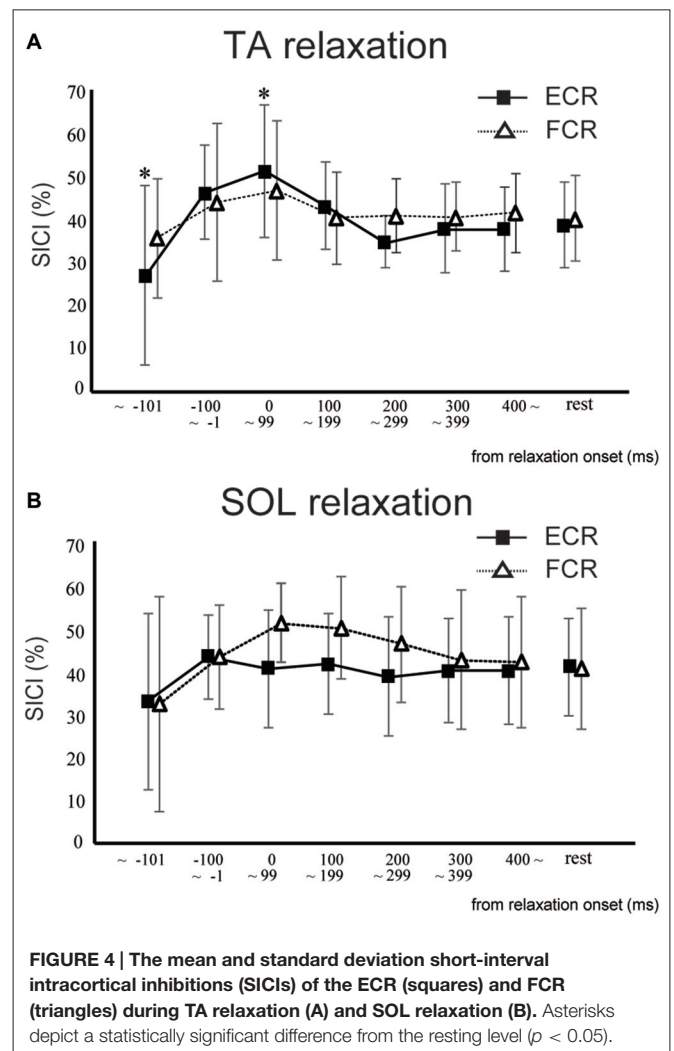 A
TA relaxation
70
60
50
40
30
20
10
0
SICI (%)
*
*
ECR
FCR
~ -101 -100 0 100 200 300 400 ~ rest
~ -1 ~ 99 ~ 199 ~ 299 ~ 399
from relaxation onset (ms)
B
SOL relaxation
70
60
50
40
30
20
10
0
SICI (%)
ECR
FCR
~ -101 -100 0 100 200 300 400 ~ rest
~ -1 ~ 99 ~ 199 ~ 299 ~ 399
from relaxation onset (ms)
FIGURE 4 | The mean and standard deviation short-interval
intracortical inhibitions (SICIs) of the ECR (squares) and FCR
(triangles) during TA relaxation (A) and SOL relaxation (B). Asterisks
depict a statistically significant difference from the resting level (p < 0.05).